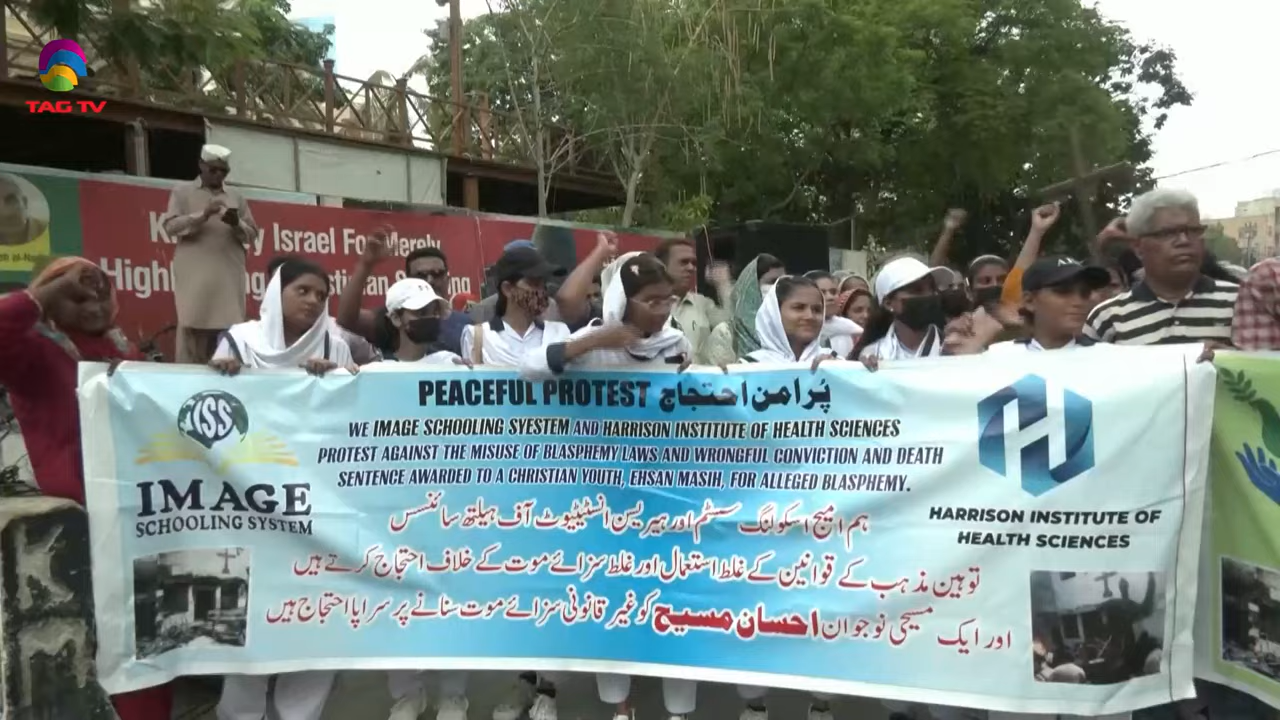 TAG TV
Israel For Merely
PEACEFUL PROTEST پُرامن احتجاج
WE IMAGE SCHOOLING SYESTEM AND HARRISON INSTITUTE OF HEALTH SCIENCES
PROTEST AGAINST THE MISUSE OF BLASPHEMY LAWS AND WRONGFUL CONVICTION AND DEATH
SENTENCE AWARDED TO A CHRISTIAN YOUTH, EHSAN MASIH, FOR ALLEGED BLASPHEMY.
ہم امیج اسکولنگ سسٹم اور ہیریسن انسٹیٹیوٹ آف ہیلتھ سائنسس
توہین مذہب کے قوانین کے غلط استعمال اور غلط سزائے موت کے خلاف احتجاج کرتے ہیں
اور ایک مسیحی نوجوان احسان مسیح کو غیر قانونی سزائے موت سنانے پر سراپا احتجاج ہیں
ISS
IMAGE
SCHOOLING SYSTEM
HARRISON INSTITUTE OF
HEALTH SCIENCES